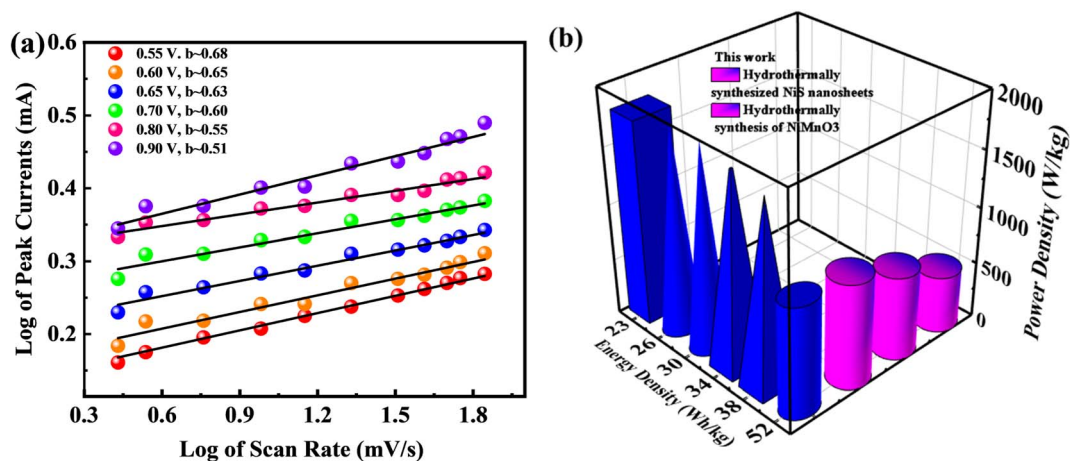 (a)
0.6
0.5
0.4
0.3
0.2
0.3
0.6
0.9
1.2
1.5
1.8
Log of Peak Currents (mA)
Log of Scan Rate (mV/s)
0.55 V. b~0.68
0.60 V, b~0.65
0.65 V, b~0.63
0.70 V, b~0.60
0.80 V, b~0.55
0.90 V, b~0.51
(b)
This work
Hydrothermally
synthesized NiS nanosheets
Hydrothermally
synthesis of NiMnO3
2000
1500
1000
500
0
Power Density (W/kg)
23
26
30
34
38
52
Energy Density (Wh/kg)